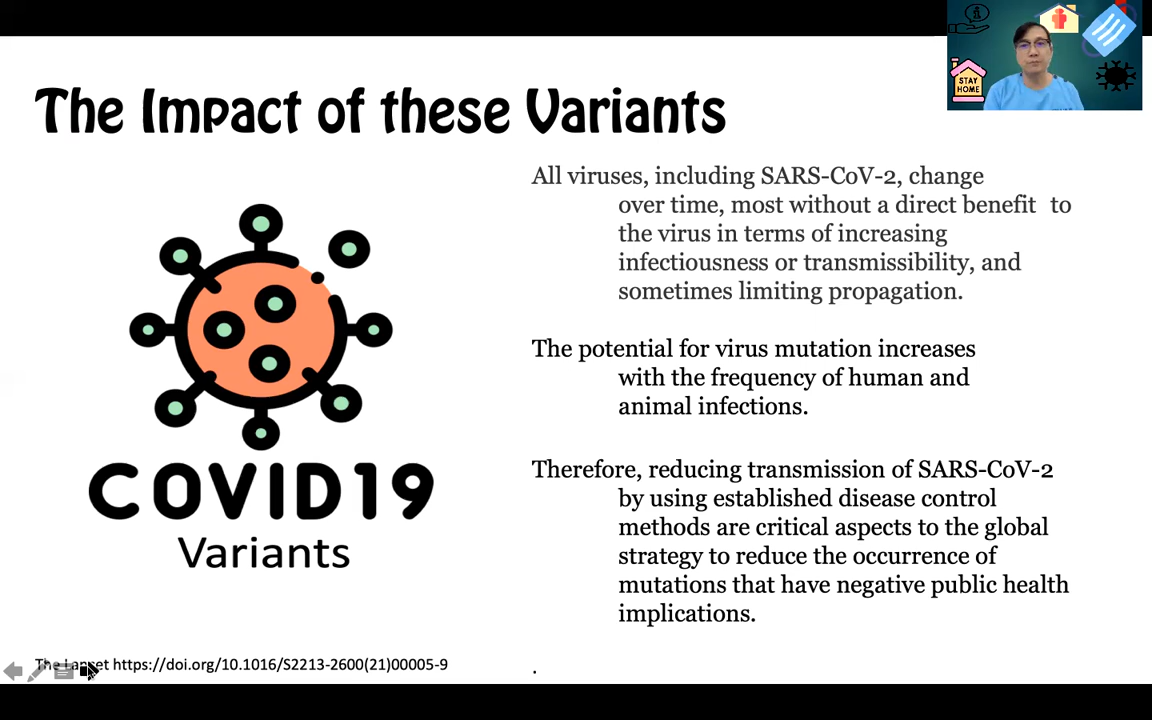 STAY
HOME
The Impact of these Variants
All viruses, including SARS-CoV-2, change
over time, most without a direct benefit to
the virus in terms of increasing
infectiousness or transmissibility, and
sometimes limiting propagation.
The potential for virus mutation increases
with the frequency of human and
animal infections.
Therefore, reducing transmission of SARS-CoV-2
by using established disease control
methods are critical aspects to the global
strategy to reduce the occurrence of
mutations that have negative public health
implications.
.
COVID19
Variants
The Lancet https://doi.org/10.1016/S2213-2600(21)00005-9